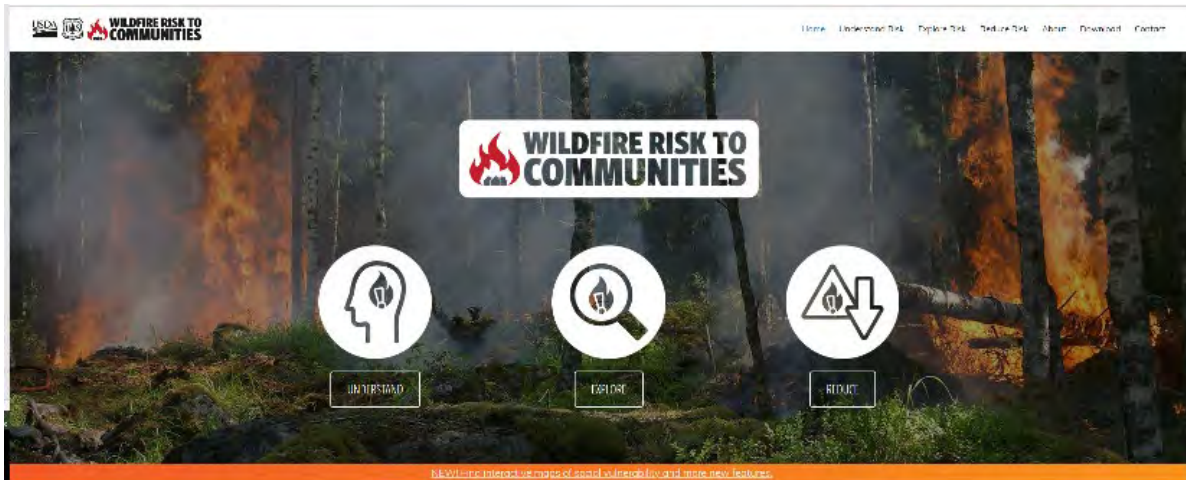 USDA WILDFIRE RISK TO
COMMUNITIES
Home Understand Risk Explore Risk Reduce Risk About Download Contact
WILDFIRE RISK TO
COMMUNITIES
UNDERSTAND EXPLORE REDUCE
NEW! Find interactive maps of social vulnerability and more new features.